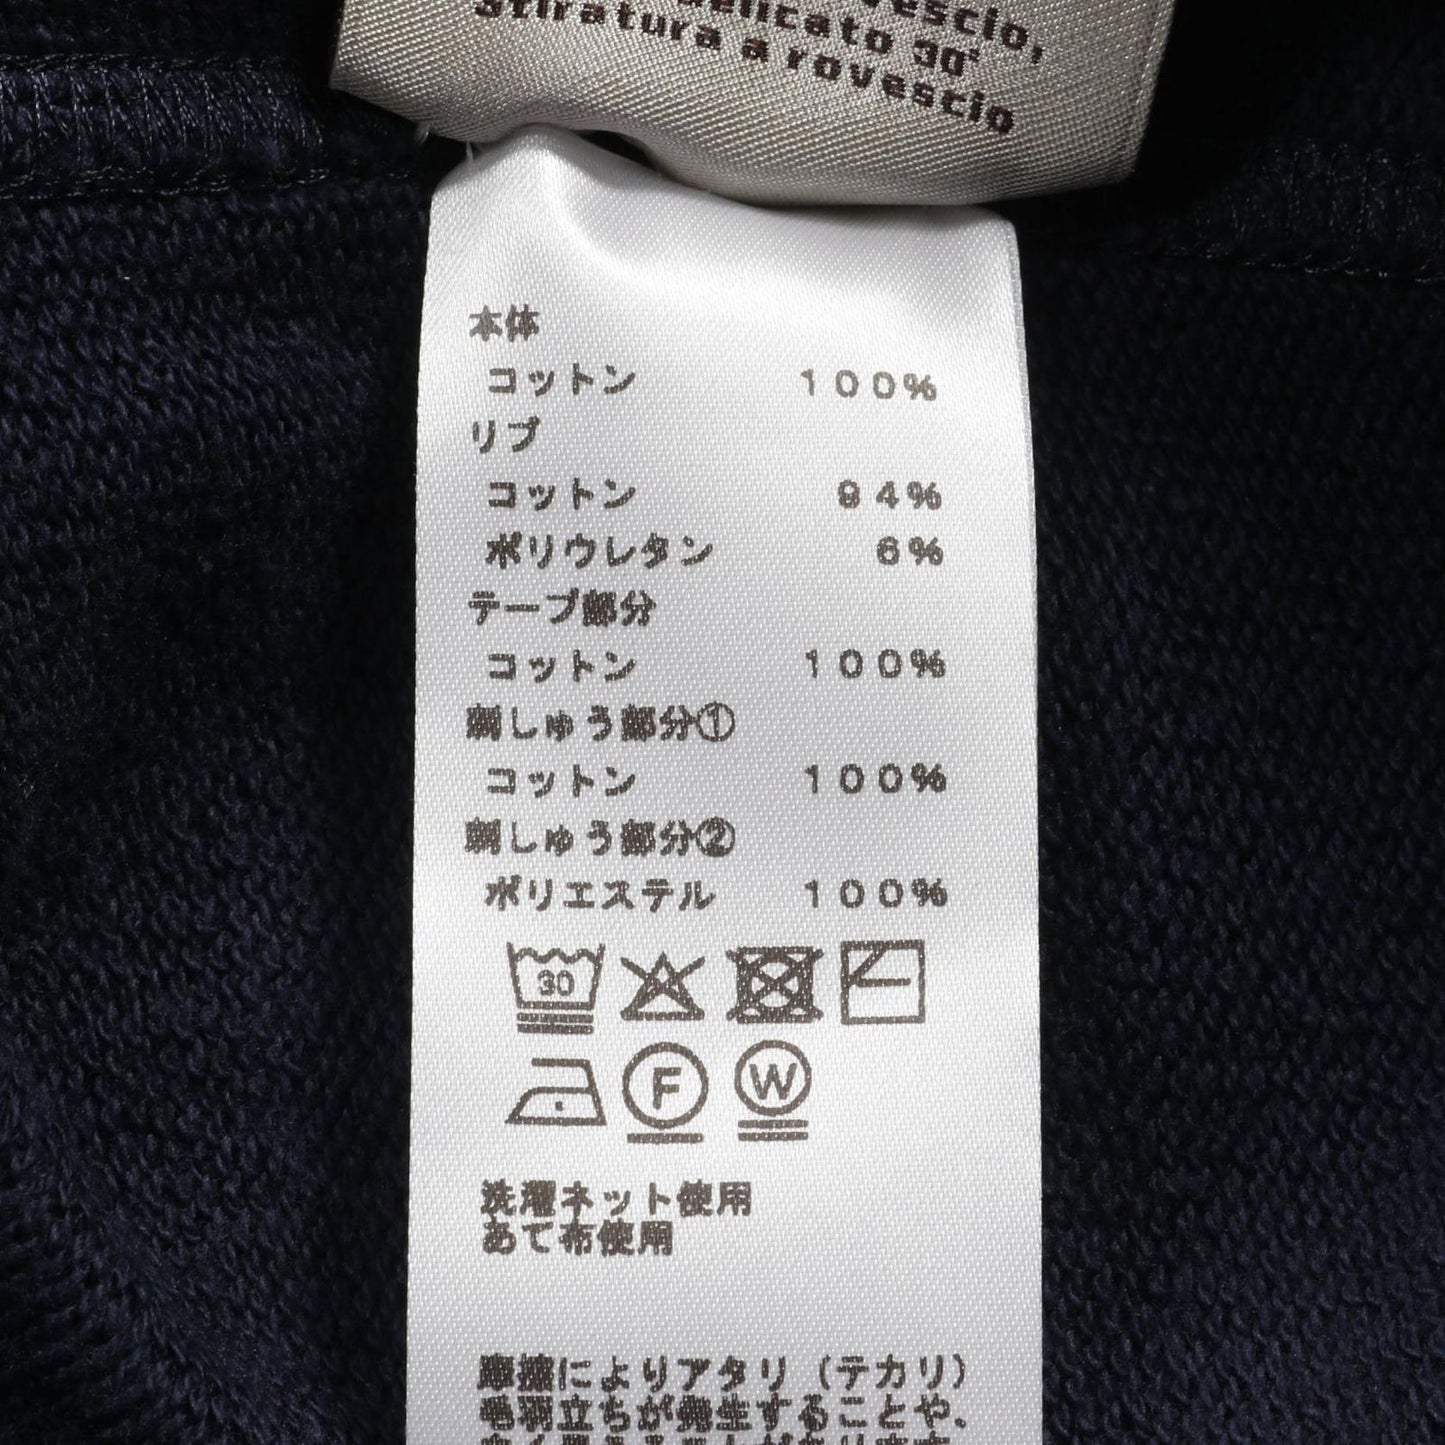 vescio,
delicato 30°
Stiratura a rovescio
本体
コットン 100%
リブ
コットン 94%
ポリウレタン 6%
テープ部分
コットン 100%
刺しゅう部分①
コットン 100%
刺しゅう部分②
ポリエステル 100%
30
F
W
洗濯ネット使用
あて布使用
摩擦によりアタリ（テカリ）
毛羽立ちが発生することや、